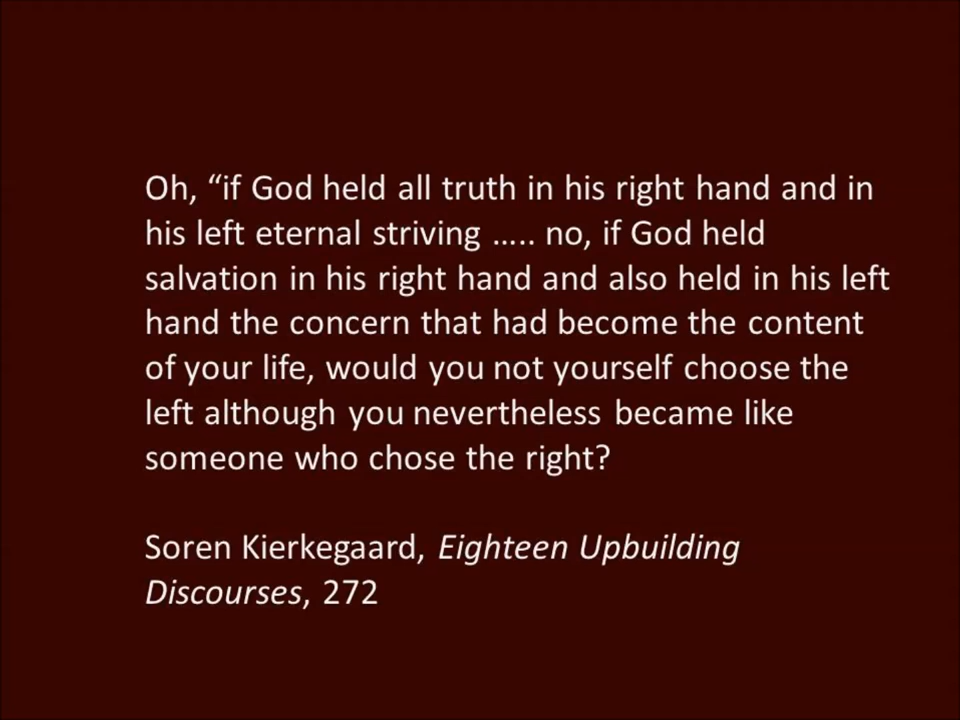 Oh, “if God held all truth in his right hand and in
his left eternal striving ….. no, if God held
salvation in his right hand and also held in his left
hand the concern that had become the content
of your life, would you not yourself choose the
left although you nevertheless became like
someone who chose the right?
Soren Kierkegaard, Eighteen Upbuilding
Discourses, 272